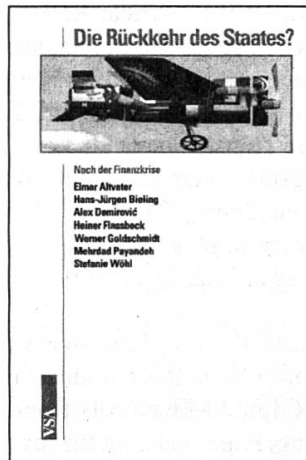 Die Rückkehr des Staates?
Nach der Finanzkrise
Elmar Altvater
Hans-Jürgen Bieling
Alex Demirović
Heiner Flassbeck
Werner Goldschmidt
Mehrdad Payandeh
Stefanie Wöhl
VSA